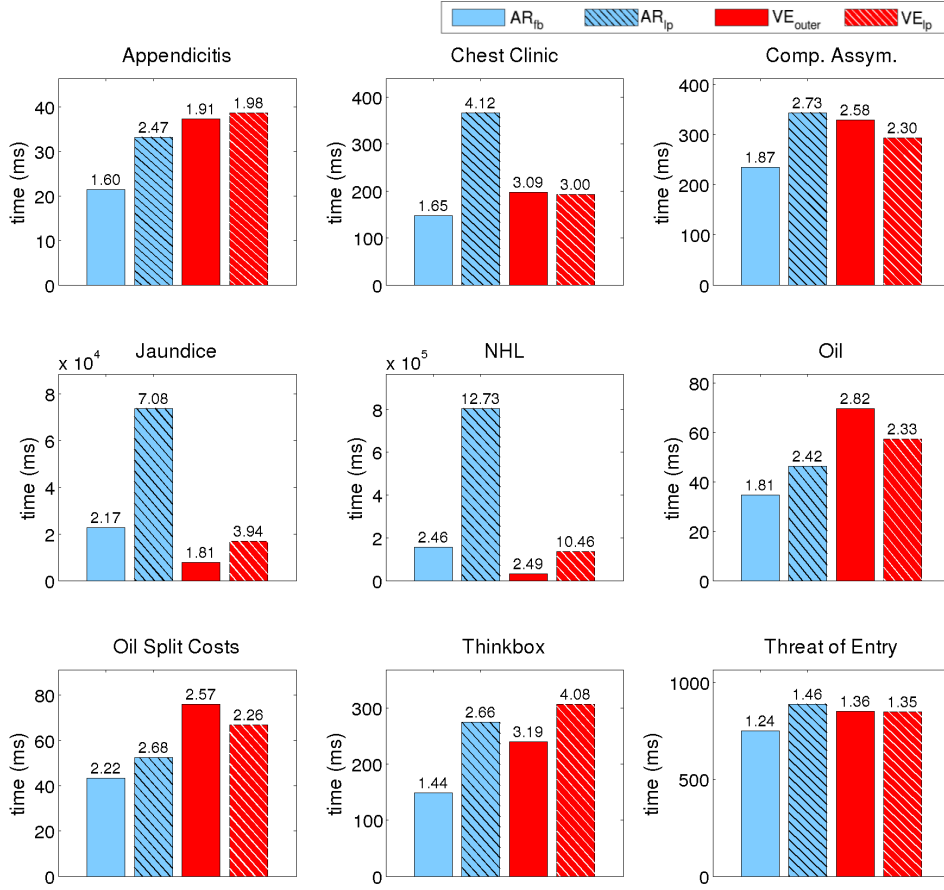 AR_fb AR_lp VE_outer VE_lp
Appendicitis
time (ms)
40
30
20
10
0
1.60 2.47 1.91 1.98
Chest Clinic
time (ms)
400
300
200
100
0
1.65 4.12 3.09 3.00
Comp. Assym.
time (ms)
400
300
200
100
0
1.87 2.73 2.58 2.30
Jaundice
x 10^4
time (ms)
8
6
4
2
0
2.17 7.08 1.81 3.94
NHL
x 10^5
time (ms)
8
6
4
2
0
2.46 12.73 2.49 10.46
Oil
time (ms)
80
60
40
20
0
1.81 2.42 2.82 2.33
Oil Split Costs
time (ms)
80
60
40
20
0
2.22 2.68 2.57 2.26
Thinkbox
time (ms)
300
200
100
0
1.44 2.66 3.19 4.08
Threat of Entry
time (ms)
1000
500
0
1.24 1.46 1.36 1.35